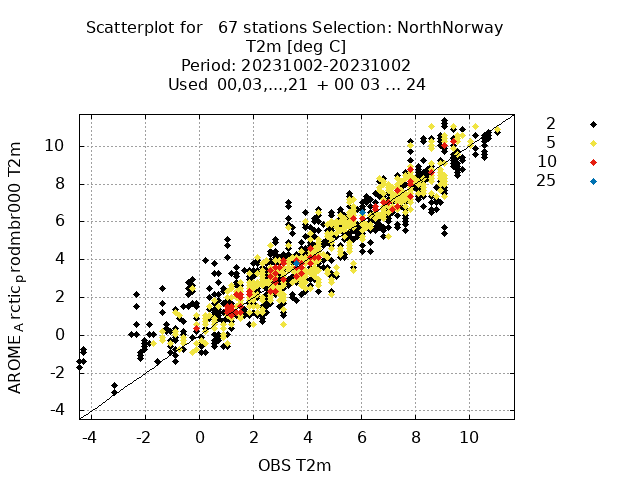 Scatterplot for 67 stations Selection: NorthNorway
T2m [deg C]
Period: 20231002-20231002
Used 00,03,...,21 + 00 03 ... 24
AROME_Arctic_prodmbr000 T2m
10
8
6
4
2
0
-2
-4
-4 -2 0 2 4 6 8 10
OBS T2m
2
5
10
25